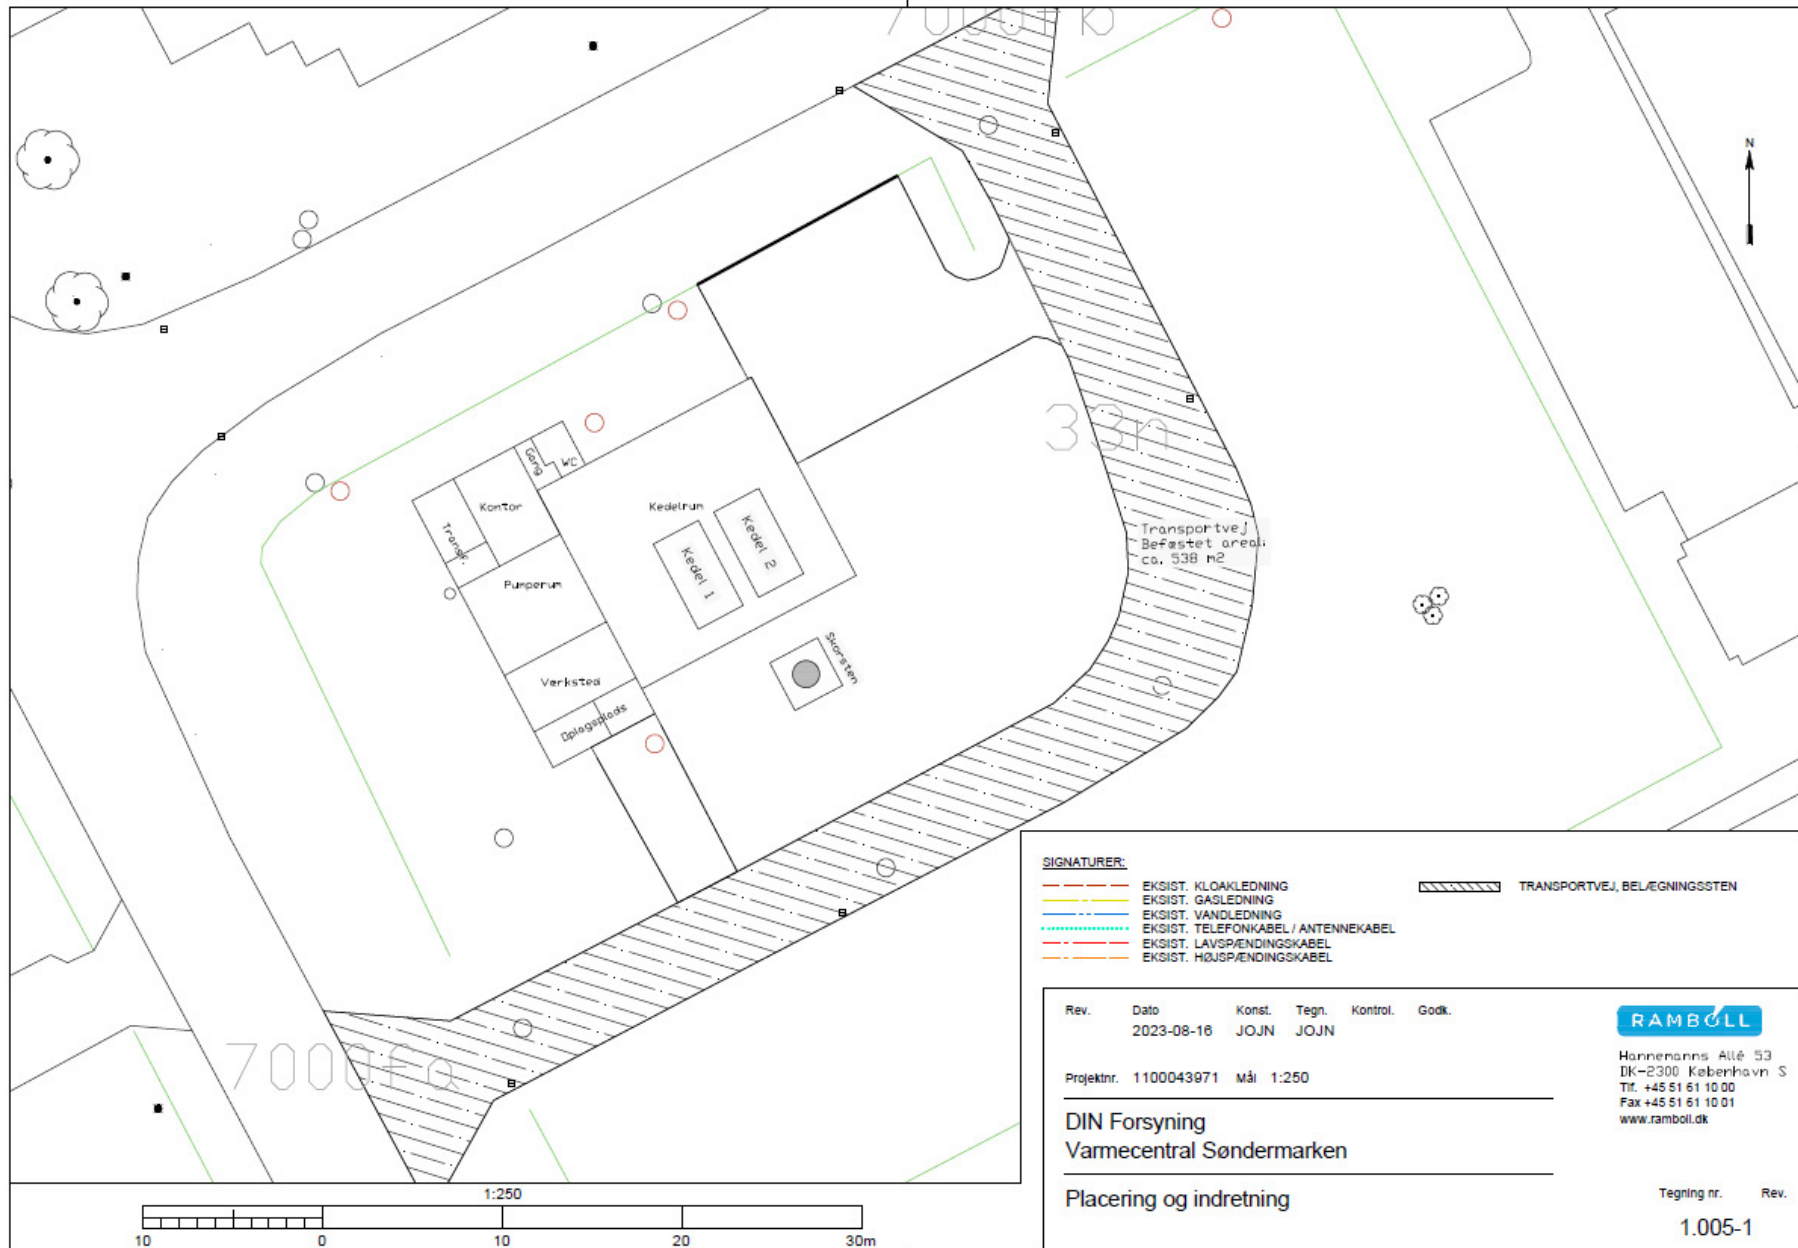 7000fb
N
33n
Gang
WC
Kontor
Transf.
Kedelrum
Kedel 1
Kedel 2
Pumperum
Transportvej
Befæstet areal:
ca. 538 m2
Skorsten
Værksted
Oplagsplads
7000fq
SIGNATURER:
EKSIST. KLOAKLEDNING
EKSIST. GASLEDNING
EKSIST. VANDLEDNING
EKSIST. TELEFONKABEL / ANTENNEKABEL
EKSIST. LAVSPÆNDINGSKABEL
EKSIST. HØJSPÆNDINGSKABEL
TRANSPORTVEJ, BELÆGNINGSSTEN
Rev. Dato Konst. Tegn. Kontrol. Godk.
2023-08-16 JOJN JOJN
Projektnr. 1100043971 Mål 1:250
DIN Forsyning
Varmecentral Søndermarken
Placering og indretning
RAMBOLL
Hannemanns Allé 53
DK-2300 København S
Tlf. +45 51 61 10 00
Fax +45 51 61 10 01
www.ramboll.dk
Tegning nr. Rev.
1.005-1
1:250
10 0 10 20 30m